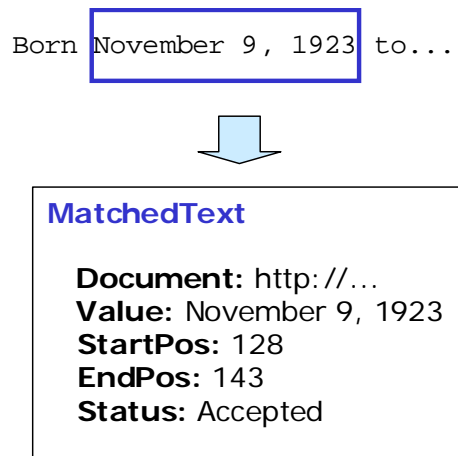 Born November 9, 1923 to...
MatchedText
Document: http://...
Value: November 9, 1923
StartPos: 128
EndPos: 143
Status: Accepted